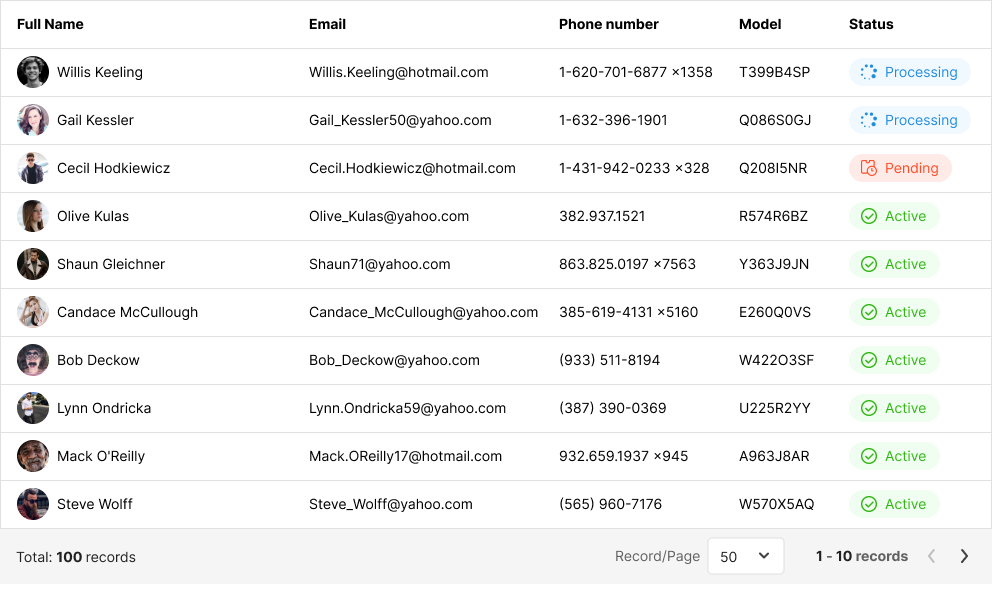 Full Name Email Phone number Model Status
Willis Keeling Willis.Keeling@hotmail.com 1-620-701-6877 ×1358 T399B4SP Processing
Gail Kessler Gail_Kessler50@yahoo.com 1-632-396-1901 Q086S0GJ Processing
Cecil Hodkiewicz Cecil.Hodkiewicz@hotmail.com 1-431-942-0233 ×328 Q208I5NR Pending
Olive Kulas Olive_Kulas@yahoo.com 382.937.1521 R574R6BZ Active
Shaun Gleichner Shaun71@yahoo.com 863.825.0197 ×7563 Y363J9JN Active
Candace McCullough Candace_McCullough@yahoo.com 385-619-4131 ×5160 E260Q0VS Active
Bob Deckow Bob_Deckow@yahoo.com (933) 511-8194 W422O3SF Active
Lynn Ondricka Lynn.Ondricka59@yahoo.com (387) 390-0369 U225R2YY Active
Mack O'Reilly Mack.OReilly17@hotmail.com 932.659.1937 ×945 A963J8AR Active
Steve Wolff Steve_Wolff@yahoo.com (565) 960-7176 W570X5AQ Active
Total: 100 records Record/Page 50 1 - 10 records